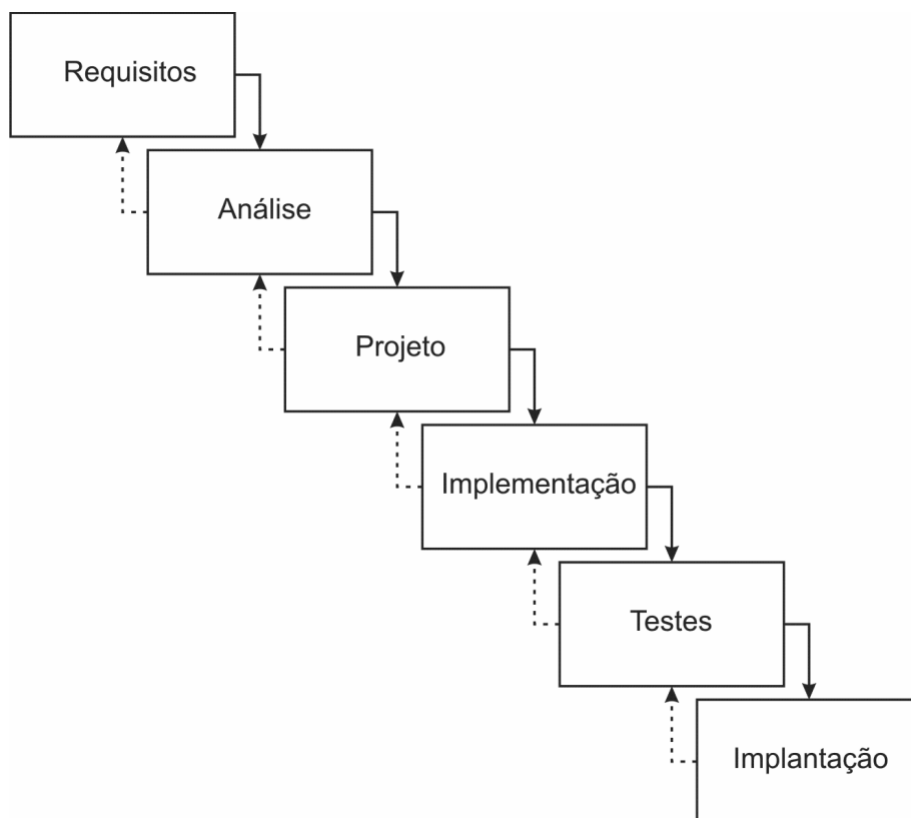 Requisitos
Análise
Projeto
Implementação
Testes
Implantação